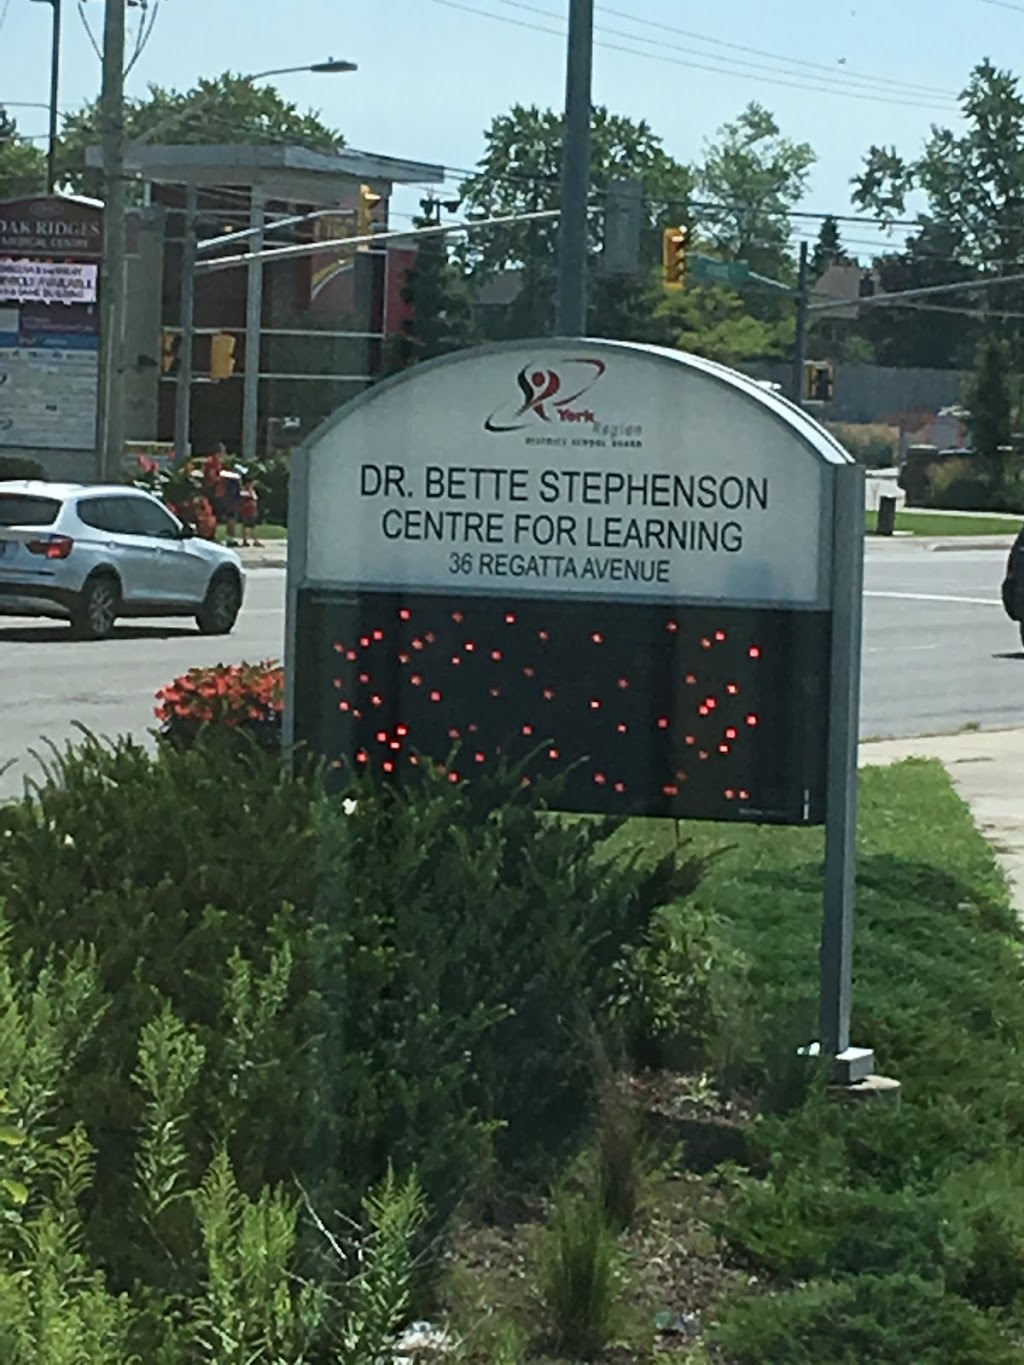 York
Region
DISTRICT SCHOOL BOARD
DR. BETTE STEPHENSON
CENTRE FOR LEARNING
36 REGATTA AVENUE
OAK RIDGES
MEDICAL CENTRE